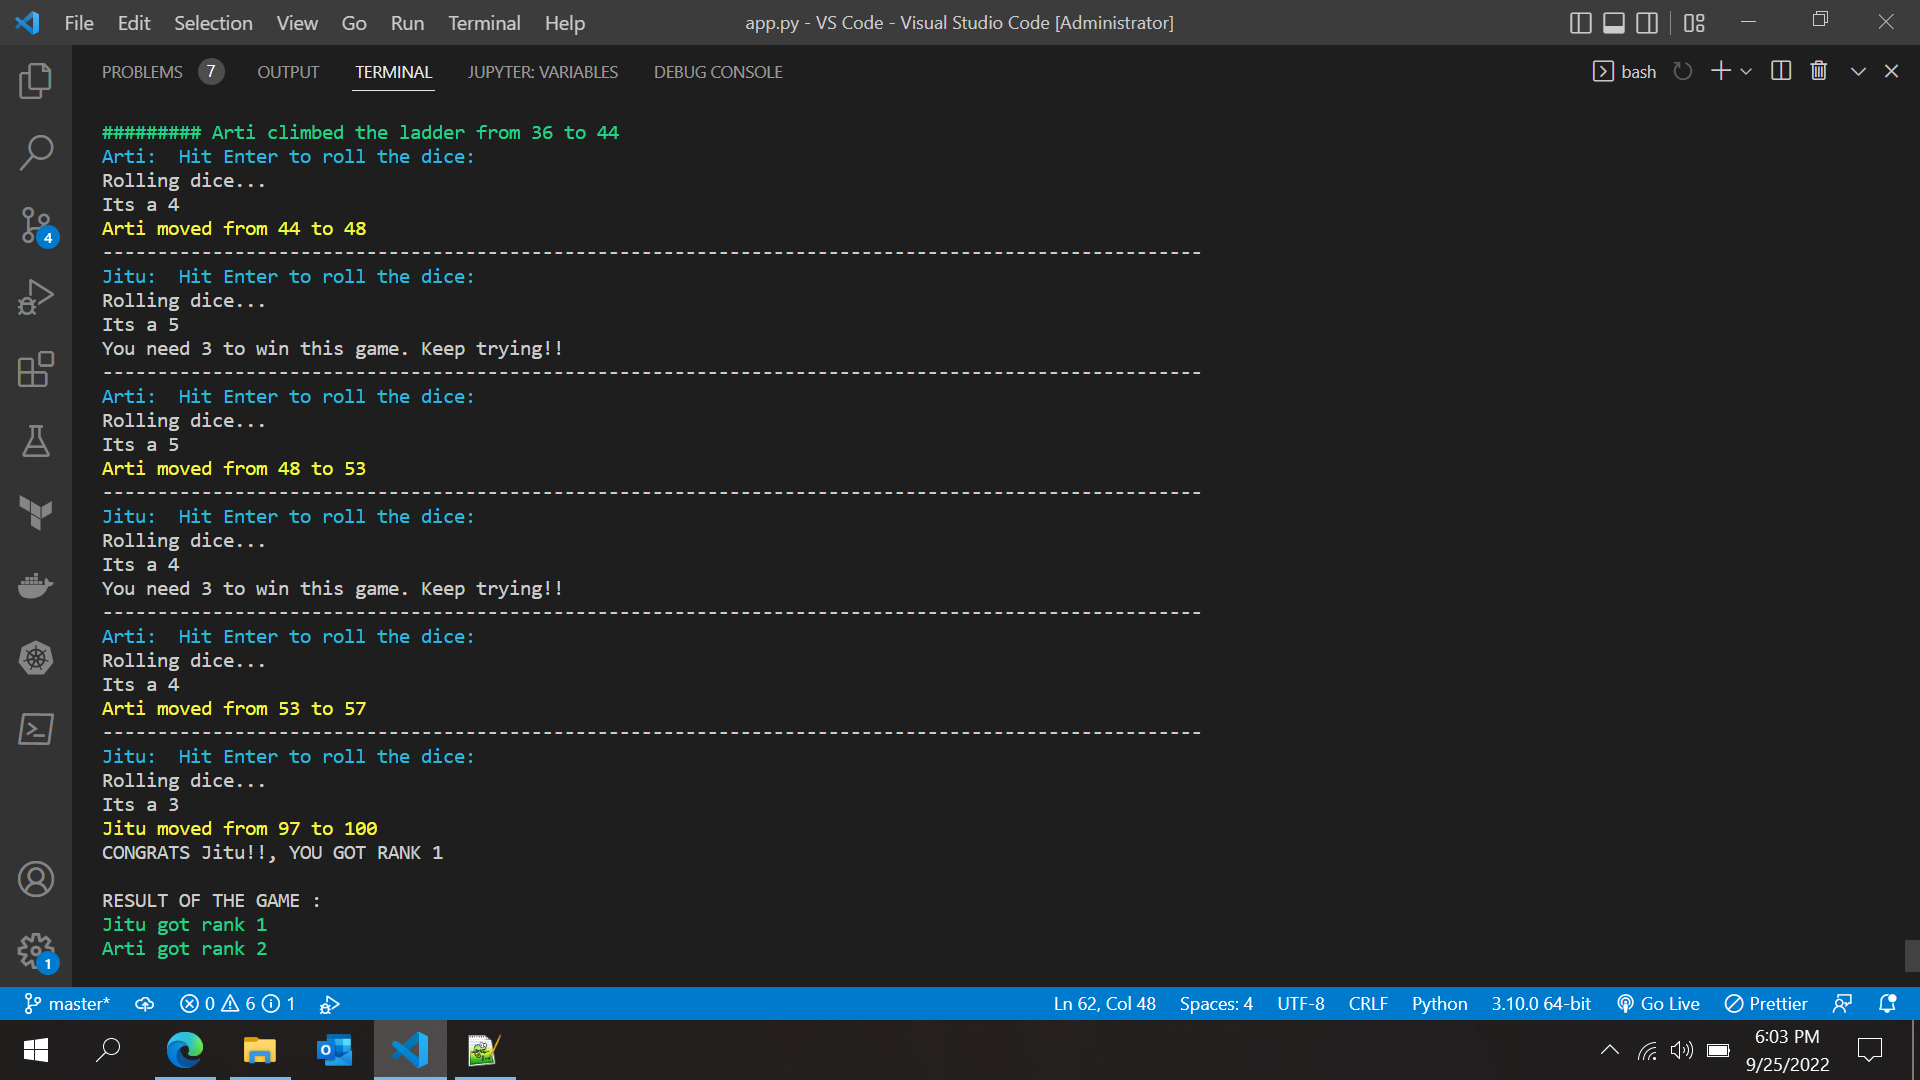 File Edit Selection View Go Run Terminal Help app.py - VS Code - Visual Studio Code [Administrator]
PROBLEMS 7 OUTPUT TERMINAL JUPYTER: VARIABLES DEBUG CONSOLE bash
######### Arti climbed the ladder from 36 to 44
Arti:  Hit Enter to roll the dice:
Rolling dice...
Its a 4
Arti moved from 44 to 48
----------------------------------------------------------------------------------------------------
Jitu:  Hit Enter to roll the dice:
Rolling dice...
Its a 5
You need 3 to win this game. Keep trying!!
----------------------------------------------------------------------------------------------------
Arti:  Hit Enter to roll the dice:
Rolling dice...
Its a 5
Arti moved from 48 to 53
----------------------------------------------------------------------------------------------------
Jitu:  Hit Enter to roll the dice:
Rolling dice...
Its a 4
You need 3 to win this game. Keep trying!!
----------------------------------------------------------------------------------------------------
Arti:  Hit Enter to roll the dice:
Rolling dice...
Its a 4
Arti moved from 53 to 57
----------------------------------------------------------------------------------------------------
Jitu:  Hit Enter to roll the dice:
Rolling dice...
Its a 3
Jitu moved from 97 to 100
CONGRATS Jitu!!, YOU GOT RANK 1
RESULT OF THE GAME :
Jitu got rank 1
Arti got rank 2
4
1
master* 0 6 1 Ln 62, Col 48 Spaces: 4 UTF-8 CRLF Python 3.10.0 64-bit Go Live Prettier
6:03 PM
9/25/2022